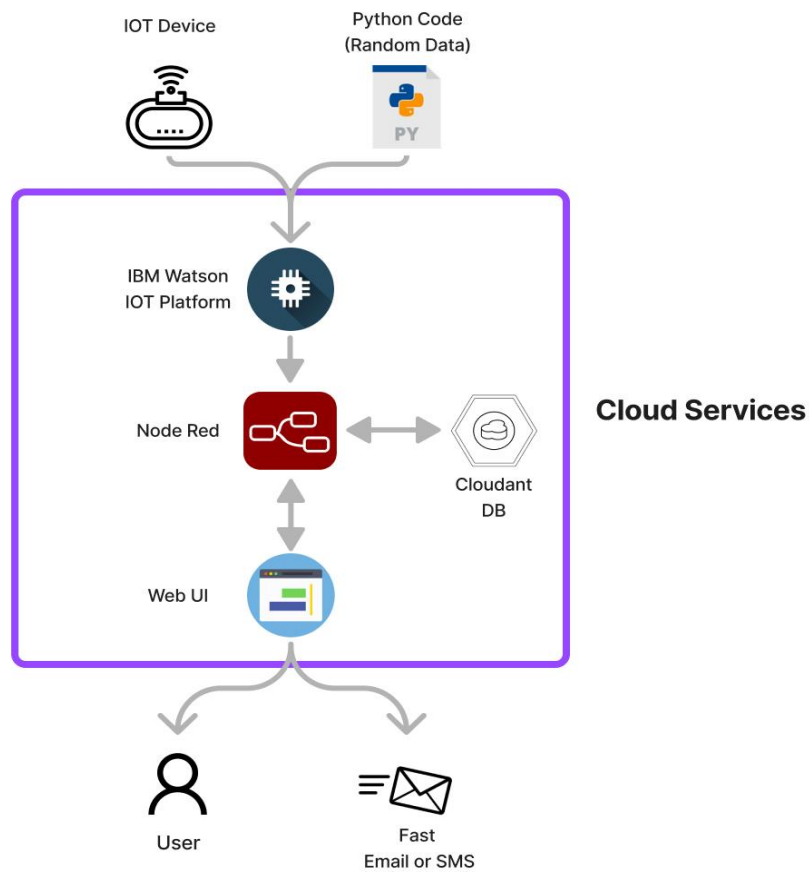 IOT Device
Python Code
(Random Data)
PY
IBM Watson
IOT Platform
Node Red
Cloud Services
Cloudant
DB
Web UI
User
Fast
Email or SMS